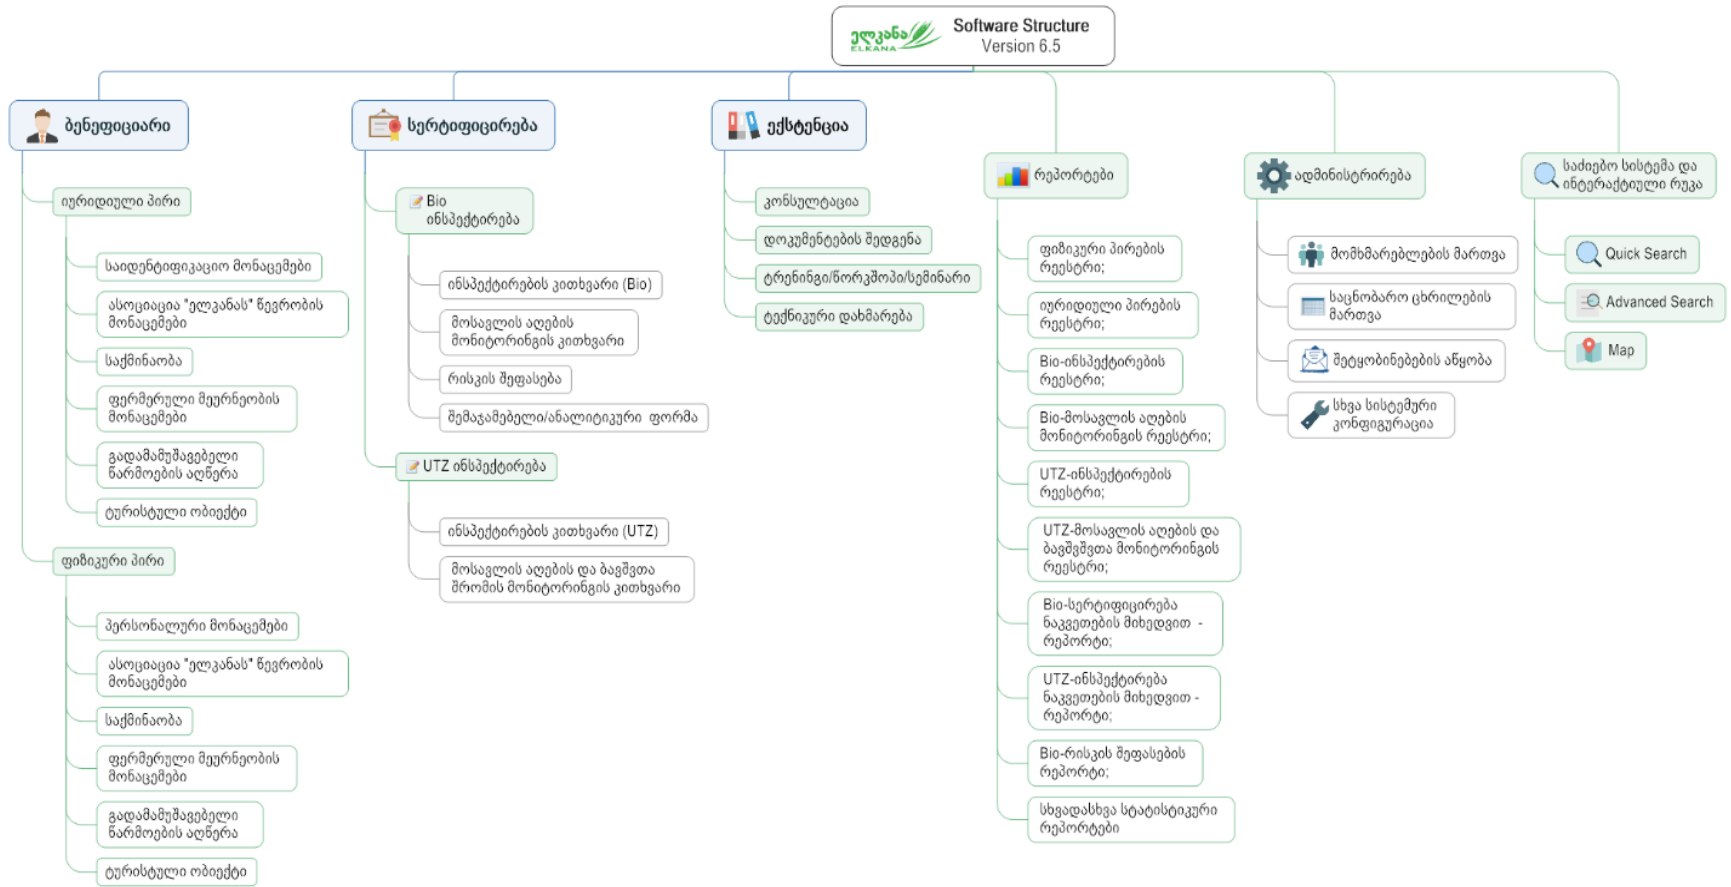 ელკანა
ELKANA
Software Structure
Version 6.5
ბენეფიციარი
იურიდიული პირი
საიდენტიფიკაციო მონაცემები
ასოციაცია "ელკანას" წევრობის
მონაცემები
საქმინაობა
ფერმერული მეურნეობის
მონაცემები
გადამამუშავებელი
წარმოების აღწერა
ტურისტული ობიექტი
ფიზიკური პირი
პერსონალური მონაცემები
ასოციაცია "ელკანას" წევრობის
მონაცემები
საქმინაობა
ფერმერული მეურნეობის
მონაცემები
გადამამუშავებელი
წარმოების აღწერა
ტურისტული ობიექტი
სერტიფიცირება
Bio
ინსპექტირება
ინსპექტირების კითხვარი (Bio)
მოსავლის აღების
მონიტორინგის კითხვარი
რისკის შეფასება
შემაჯამებელი/ანალიტიკური ფორმა
UTZ ინსპექტირება
ინსპექტირების კითხვარი (UTZ)
მოსავლის აღების და ბავშვთა
შრომის მონიტორინგის კითხვარი
ექსტენცია
კონსულტაცია
დოკუმენტების შედგენა
ტრენინგი/წორკშოპი/სემინარი
ტექნიკური დახმარება
რეპორტები
ფიზიკური პირების
რეესტრი;
იურიდიული პირების
რეესტრი;
Bio-ინსპექტირების
რეესტრი;
Bio-მოსავლის აღების
მონიტორინგის რეესტრი;
UTZ-ინსპექტირების
რეესტრი;
UTZ-მოსავლის აღების და
ბავშვშვთა მონიტორინგის
რეესტრი;
Bio-სერტიფიცირება
ნაკვეთების მიხედვით -
რეპორტი;
UTZ-ინსპექტირება
ნაკვეთების მიხედვით -
რეპორტი;
Bio-რისკის შეფასების
რეპორტი;
სხვადასხვა სტატისტიკური
რეპორტები
ადმინისტრირება
მომხმარებლების მართვა
საცნობარო ცხრილების
მართვა
შეტყობინებების აწყობა
სხვა სისტემური
კონფიგურაცია
საძიებო სისტემა და
ინტერაქტიული რუკა
Quick Search
Advanced Search
Map